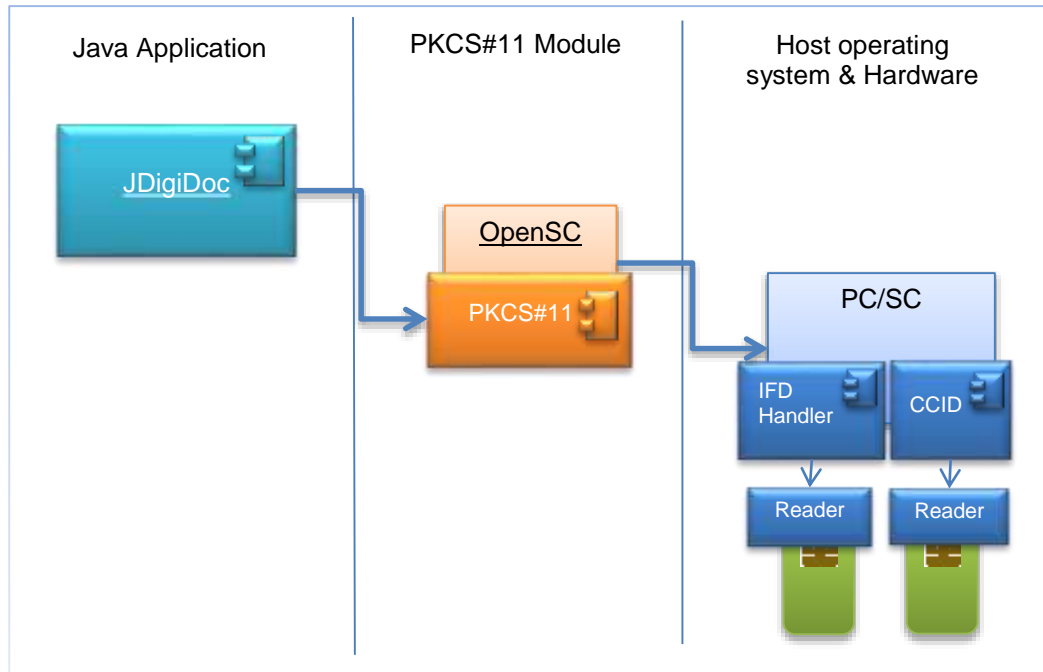 Java Application
PKCS#11 Module
Host operating
system & Hardware
JDigiDoc
OpenSC
PKCS#11
PC/SC
IFD
Handler
CCID
Reader
Reader